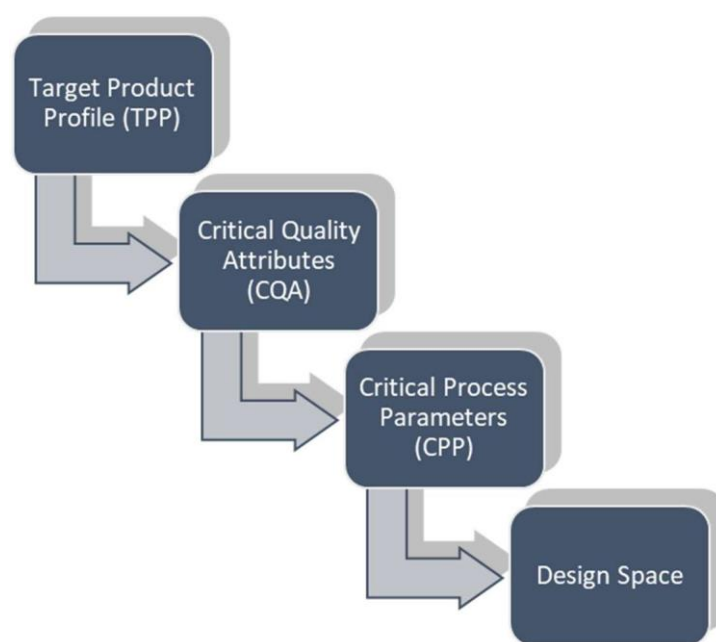 Target Product
Profile (TPP)
Critical Quality
Attributes
(CQA)
Critical Process
Parameters
(CPP)
Design Space